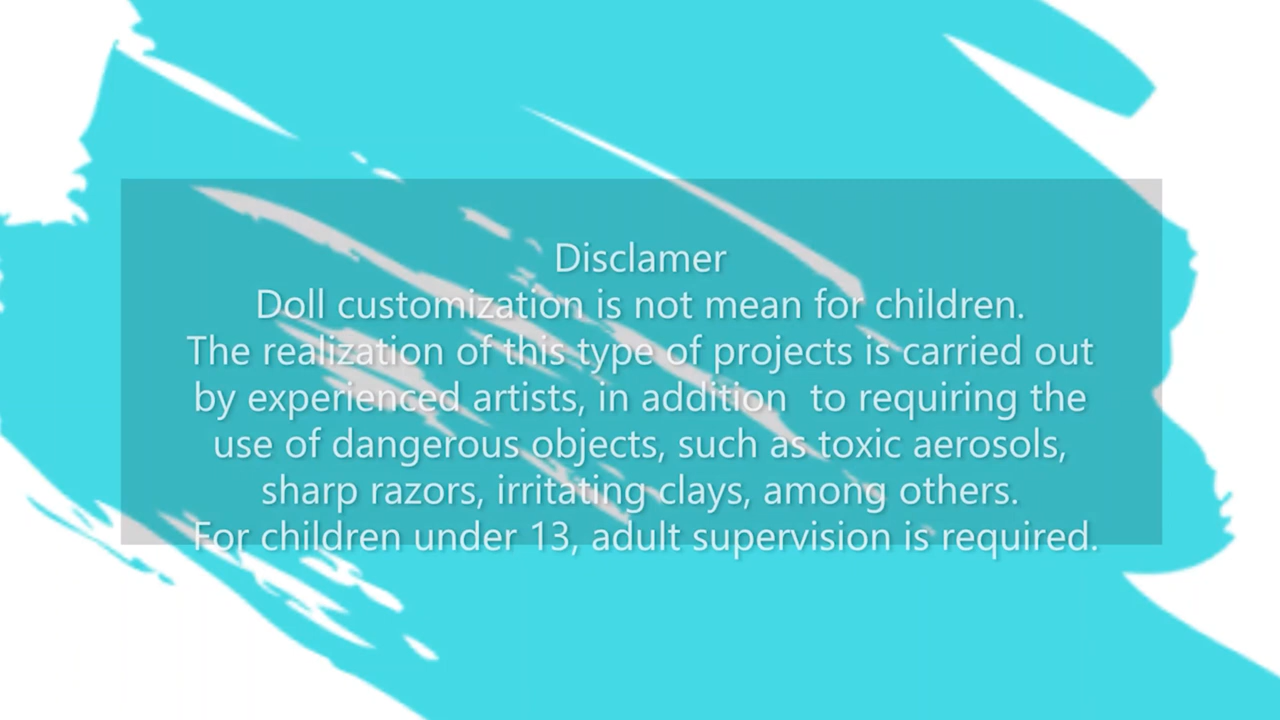 Disclamer
Doll customization is not mean for children.
The realization of this type of projects is carried out
by experienced artists, in addition  to requiring the
use of dangerous objects, such as toxic aerosols,
sharp razors, irritating clays, among others.
For children under 13, adult supervision is required.